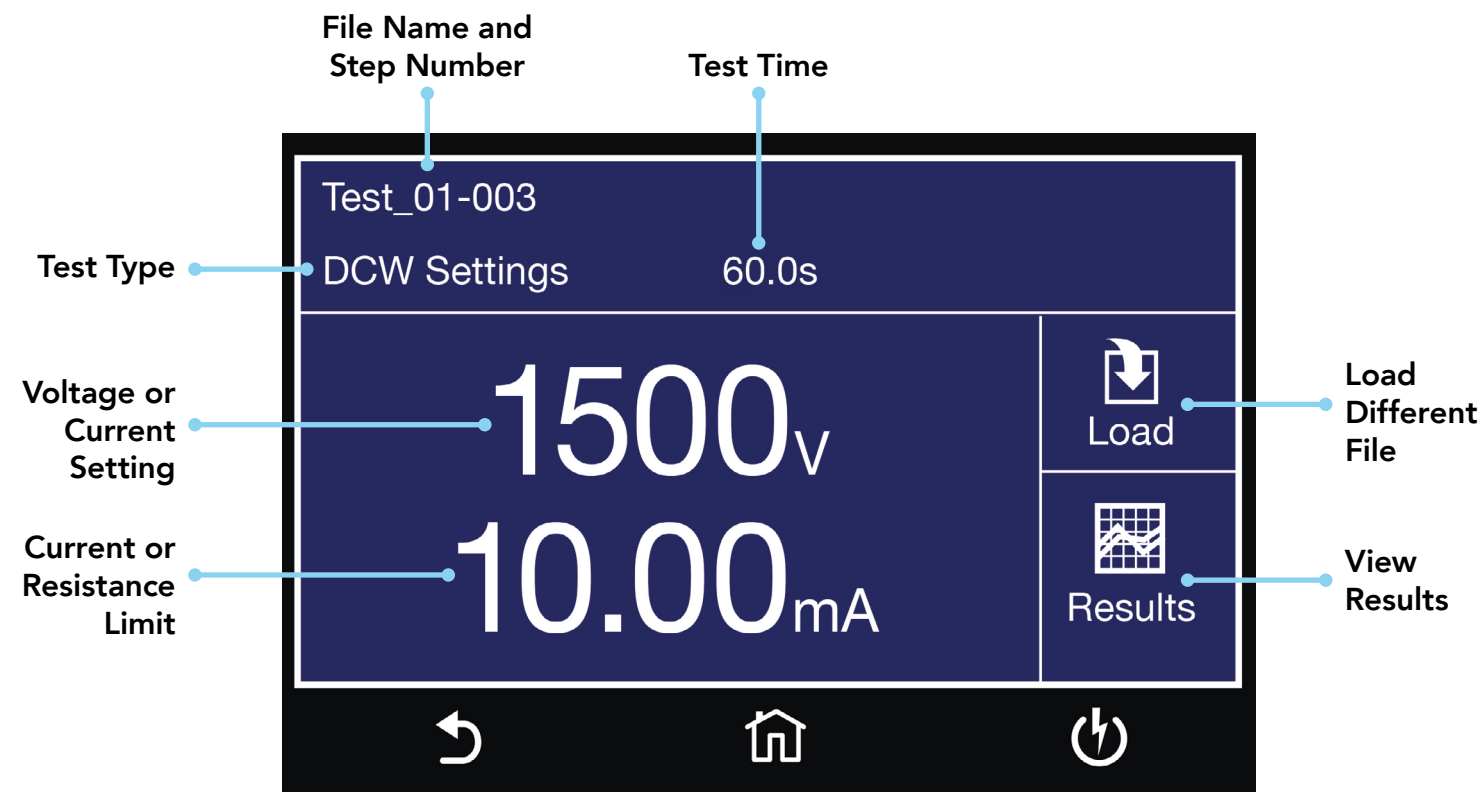 File Name and
Step Number
Test Time
Test_01-003
Test Type
DCW Settings
60.0s
Voltage or
Current
Setting
1500V
Load
Load
Different
File
Current or
Resistance
Limit
10.00mA
Results
View
Results